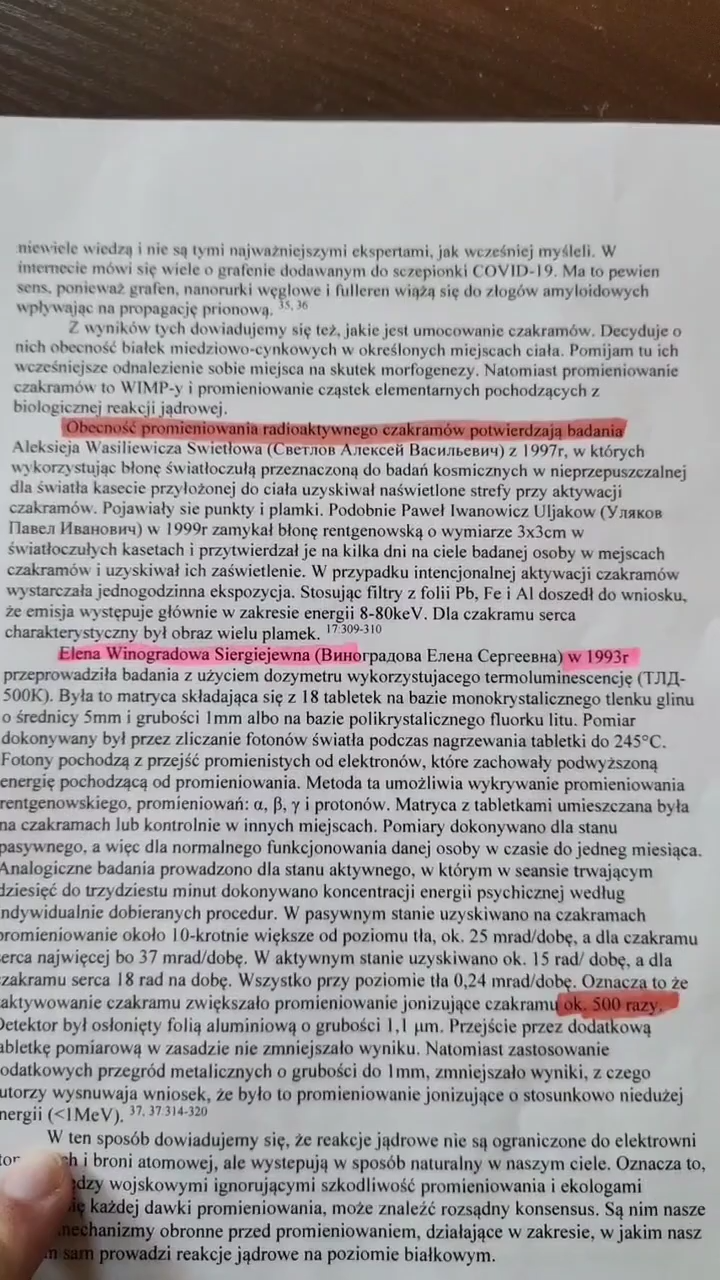 niewiele wiedzą i nie są tymi najważniejszymi ekspertami, jak wcześniej myśleli. W
internecie mówi się wiele o grafenie dodawanym do sczepionki COVID-19. Ma to pewien
sens, ponieważ grafen, nanorurki węglowe i fulleren wiążą się do złogów amyloidowych
wpływając na propagację prionową. 35, 36
Z wyników tych dowiadujemy się też, jakie jest umocowanie czakramów. Decyduje o
nich obecność białek miedziowo-cynkowych w określonych miejscach ciała. Pomijam tu ich
wcześniejsze odnalezienie sobie miejsca na skutek morfogenezy. Natomiast promieniowanie
czakramów to WIMP-y i promieniowanie cząstek elementarnych pochodzących z
biologicznej reakcji jądrowej.
Obecność promieniowania radioaktywnego czakramów potwierdzają badania
Aleksieja Wasiliewicza Swietłowa (Светлов Алексей Васильевич) z 1997r, w których
wykorzystując błonę światłoczułą przeznaczoną do badań kosmicznych w nieprzepuszczalnej
dla światła kasecie przyłożonej do ciała uzyskiwał naświetlone strefy przy aktywacji
czakramów. Pojawiały sie punkty i plamki. Podobnie Paweł Iwanowicz Uljakow (Уляков
Павел Иванович) w 1999r zamykał błonę rentgenowską o wymiarze 3x3cm w
światłoczułych kasetach i przytwierdzał je na kilka dni na ciele badanej osoby w mejscach
czakramów i uzyskiwał ich zaświetlenie. W przypadku intencjonalnej aktywacji czakramów
wystarczała jednogodzinna ekspozycja. Stosując filtry z folii Pb, Fe i Al doszedł do wniosku,
że emisja występuje głównie w zakresie energii 8-80keV. Dla czakramu serca
charakterystyczny był obraz wielu plamek. 17:309-310
Elena Winogradowa Siergiejewna (Виноградова Елена Сергеевна) w 1993r
przeprowadziła badania z użyciem dozymetru wykorzystujacego termoluminescencję (ТЛД-
500K). Była to matryca składająca się z 18 tabletek na bazie monokrystalicznego tlenku glinu
o średnicy 5mm i grubości 1mm albo na bazie polikrystalicznego fluorku litu. Pomiar
dokonywany był przez zliczanie fotonów światła podczas nagrzewania tabletki do 245°C.
Fotony pochodzą z przejść promienistych od elektronów, które zachowały podwyższoną
energię pochodzącą od promieniowania. Metoda ta umożliwia wykrywanie promieniowania
rentgenowskiego, promieniowań: α, β, γ i protonów. Matryca z tabletkami umieszczana była
na czakramach lub kontrolnie w innych miejscach. Pomiary dokonywano dla stanu
pasywnego, a więc dla normalnego funkcjonowania danej osoby w czasie do jedneg miesiąca.
Analogiczne badania prowadzono dla stanu aktywnego, w którym w seansie trwającym
dziesięć do trzydziestu minut dokonywano koncentracji energii psychicznej według
ndywidualnie dobieranych procedur. W pasywnym stanie uzyskiwano na czakramach
promieniowanie około 10-krotnie większe od poziomu tła, ok. 25 mrad/dobę, a dla czakramu
serca najwięcej bo 37 mrad/dobę. W aktywnym stanie uzyskiwano ok. 15 rad/ dobę, a dla
zakramu serca 18 rad na dobę. Wszystko przy poziomie tła 0,24 mrad/dobę. Oznacza to że
aktywowanie czakramu zwiększało promieniowanie jonizujące czakramu ok. 500 razy.
Detektor był osłonięty folią aluminiową o grubości 1,1 μm. Przejście przez dodatkową
abletkę pomiarową w zasadzie nie zmniejszało wyniku. Natomiast zastosowanie
odatkowych przegród metalicznych o grubości do 1mm, zmniejszało wyniki, z czego
utorzy wysnuwaja wniosek, że było to promieniowanie jonizujące o stosunkowo niedużej
nergii (<1MeV). 37, 37 314-320
W ten sposób dowiadujemy się, że reakcje jądrowe nie są ograniczone do elektrowni
i broni atomowej, ale wystepują w sposób naturalny w naszym ciele. Oznacza to,
dzy wojskowymi ignorującymi szkodliwość promieniowania i ekologami
każdej dawki promieniowania, może znaleźć rozsądny konsensus. Są nim nasze
mechanizmy obronne przed promieniowaniem, działające w zakresie, w jakim nasz
sam prowadzi reakcje jądrowe na poziomie białkowym.